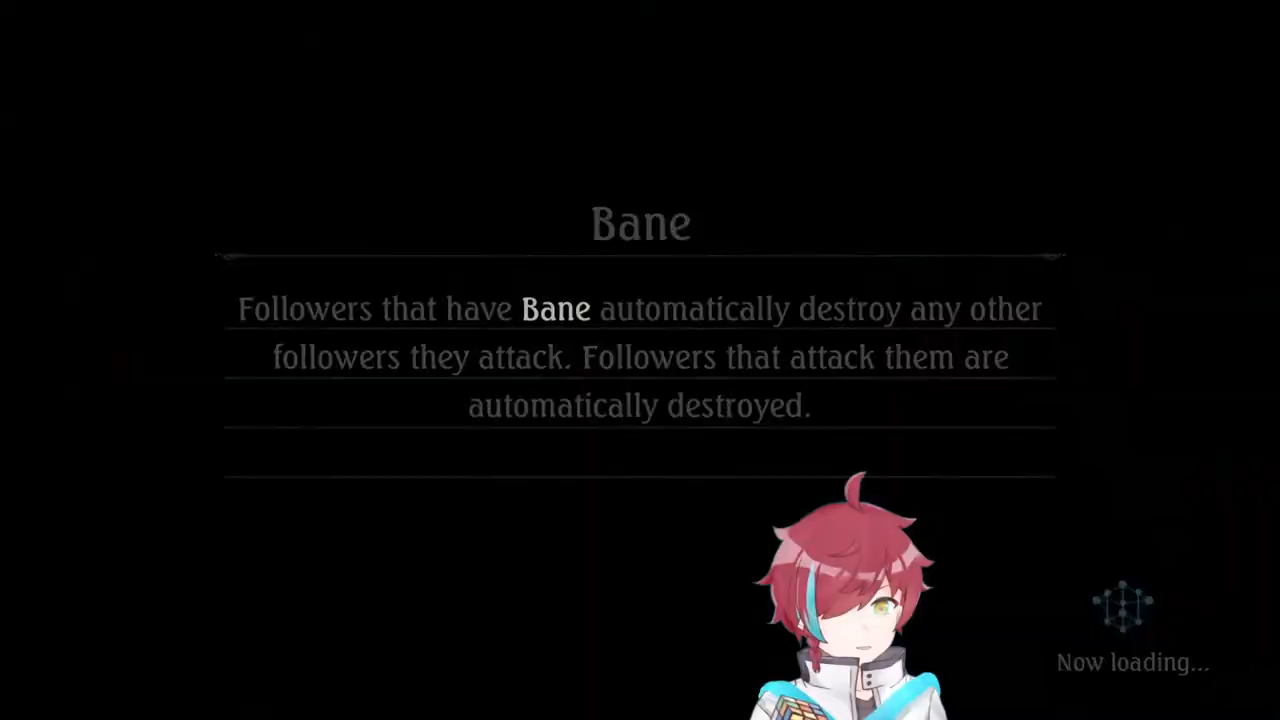 Bane
Followers that have Bane automatically destroy any other
followers they attack. Followers that attack them are
automatically destroyed.
Now loading...